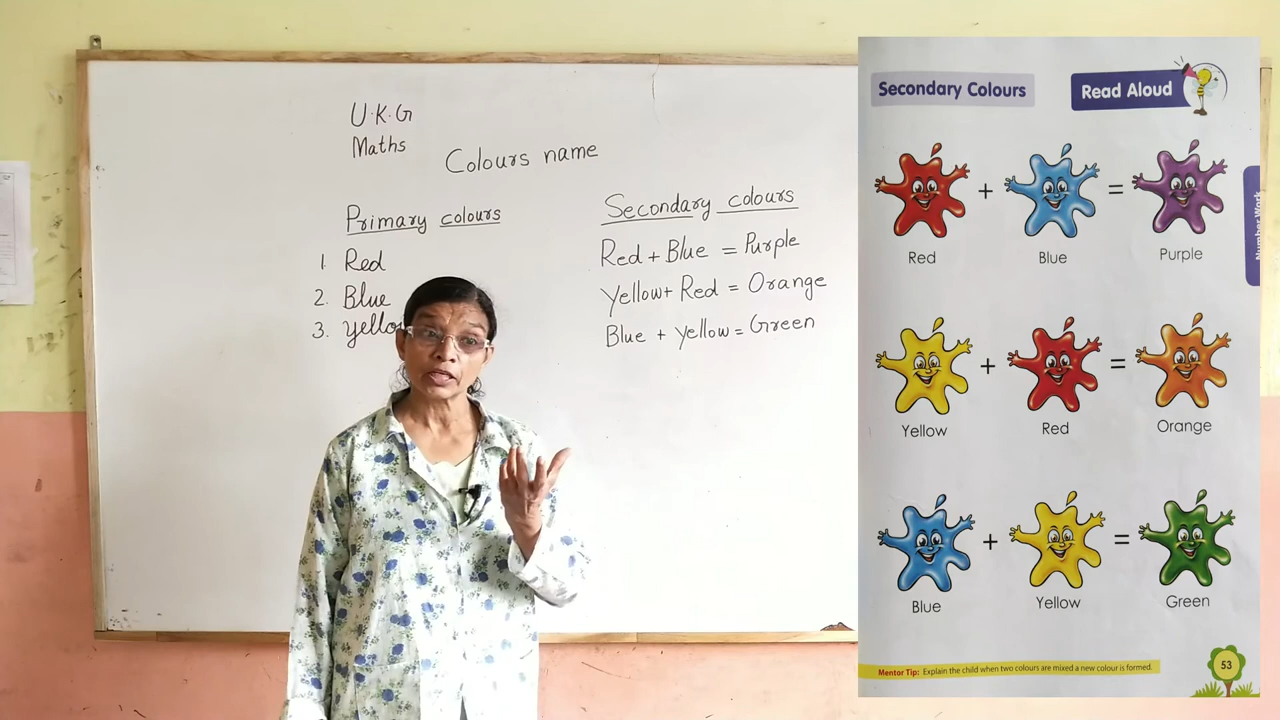 U.K.G
Maths
Colours name
Primary colours
1 Red
2. Blue
3. Yello
Secondary colours
Red + Blue = Purple
Yellow + Red = Orange
Blue + Yellow = Green
Secondary Colours
Read Aloud
Red + Blue = Purple
Yellow + Red = Orange
Blue + Yellow = Green
Number Work
Mentor Tip: Explain the child when two colours are mixed a new colour is formed.
53